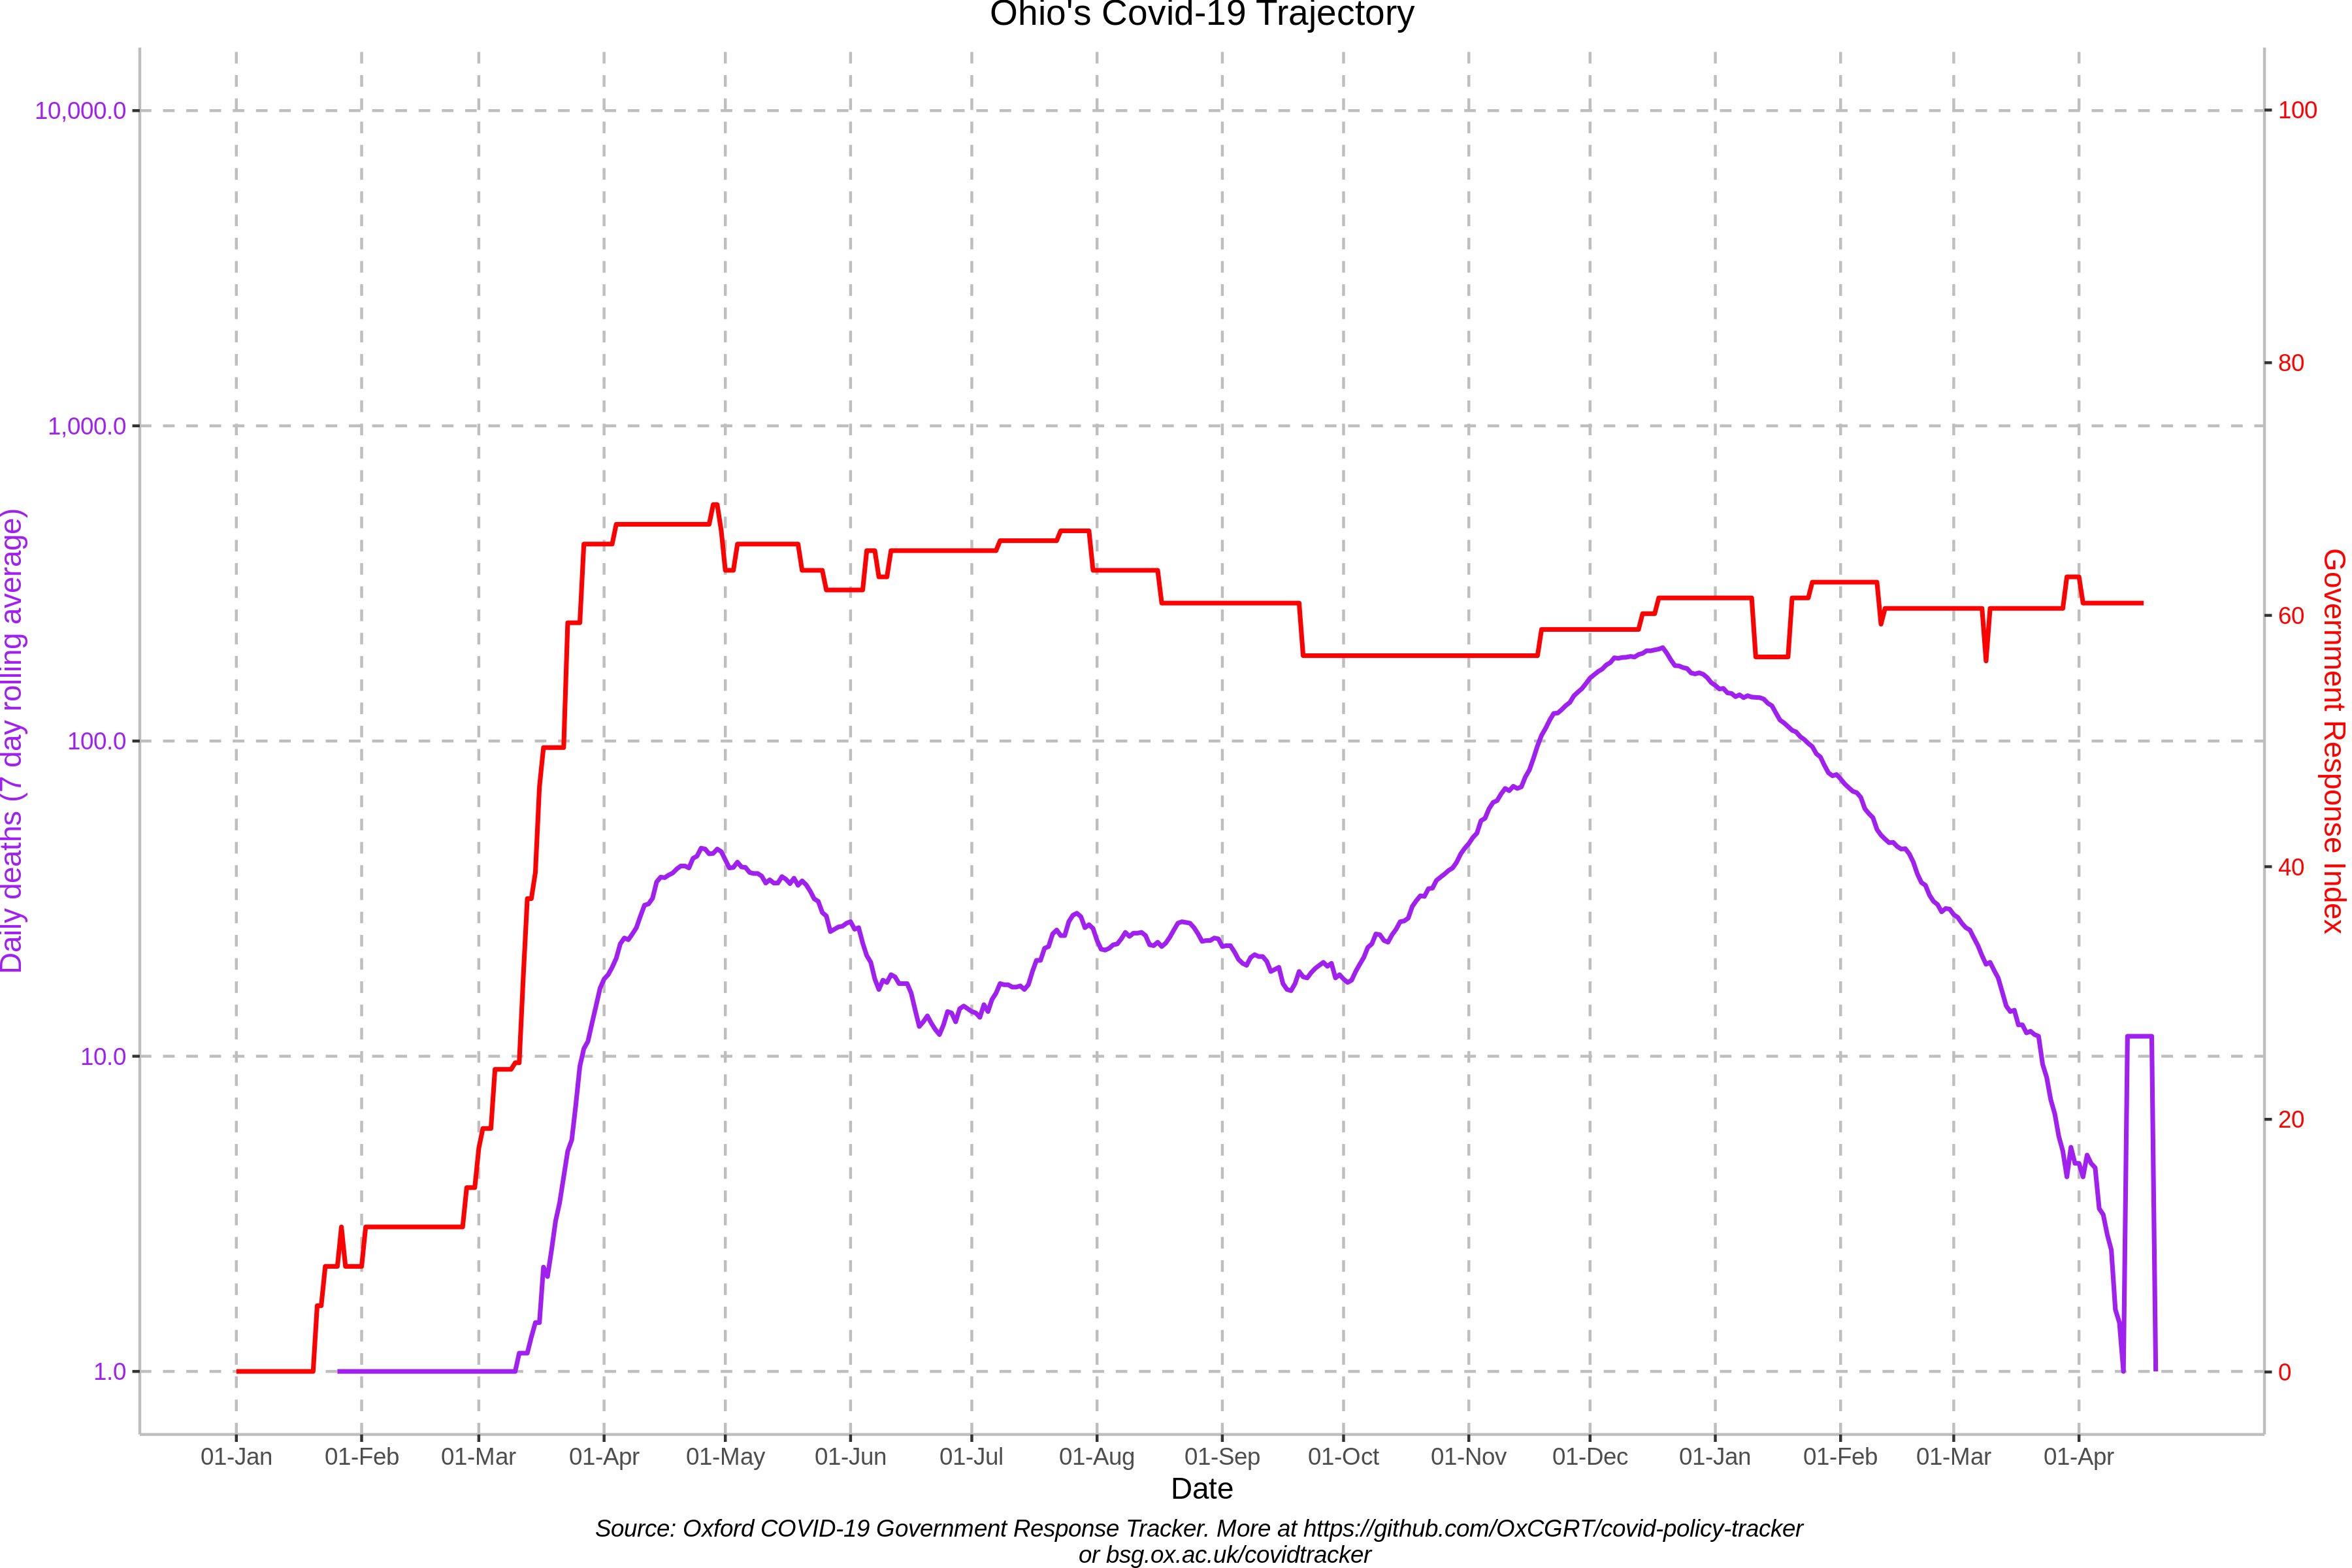 Ohio's Covid-19 Trajectory
10,000.0
1,000.0
100.0
10.0
1.0
Daily deaths (7 day rolling average)
100
80
60
40
20
0
Government Response Index
01-Jan 01-Feb 01-Mar 01-Apr 01-May 01-Jun 01-Jul 01-Aug 01-Sep 01-Oct 01-Nov 01-Dec 01-Jan 01-Feb 01-Mar 01-Apr
Date
Source: Oxford COVID-19 Government Response Tracker. More at https://github.com/OxCGRT/covid-policy-tracker
or bsg.ox.ac.uk/covidtracker